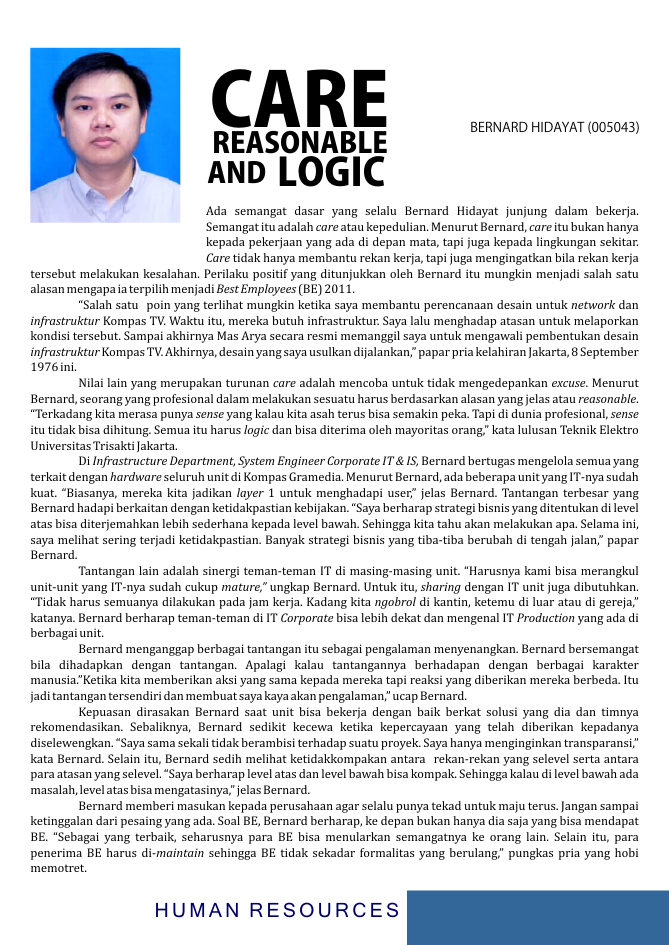 CARE
REASONABLE
AND LOGIC
BERNARD HIDAYAT (005043)
Ada semangat dasar yang selalu Bernard Hidayat junjung dalam bekerja.
Semangat itu adalah care atau kepedulian. Menurut Bernard, care itu bukan hanya
kepada pekerjaan yang ada di depan mata, tapi juga kepada lingkungan sekitar.
Care tidak hanya membantu rekan kerja, tapi juga mengingatkan bila rekan kerja
tersebut melakukan kesalahan. Perilaku positif yang ditunjukkan oleh Bernard itu mungkin menjadi salah satu
alasan mengapa ia terpilih menjadi Best Employees (BE) 2011.
“Salah satu poin yang terlihat mungkin ketika saya membantu perencanaan desain untuk network dan
infrastruktur Kompas TV. Waktu itu, mereka butuh infrastruktur. Saya lalu menghadap atasan untuk melaporkan
kondisi tersebut. Sampai akhirnya Mas Arya secara resmi memanggil saya untuk mengawali pembentukan desain
infrastruktur Kompas TV. Akhirnya, desain yang saya usulkan dijalankan,” papar pria kelahiran Jakarta, 8 September
1976 ini.
Nilai lain yang merupakan turunan care adalah mencoba untuk tidak mengedepankan excuse. Menurut
Bernard, seorang yang profesional dalam melakukan sesuatu harus berdasarkan alasan yang jelas atau reasonable.
“Terkadang kita merasa punya sense yang kalau kita asah terus bisa semakin peka. Tapi di dunia profesional, sense
itu tidak bisa dihitung. Semua itu harus logic dan bisa diterima oleh mayoritas orang,” kata lulusan Teknik Elektro
Universitas Trisakti Jakarta.
Di Infrastructure Department, System Engineer Corporate IT & IS, Bernard bertugas mengelola semua yang
terkait dengan hardware seluruh unit di Kompas Gramedia. Menurut Bernard, ada beberapa unit yang IT-nya sudah
kuat. “Biasanya, mereka kita jadikan layer 1 untuk menghadapi user,” jelas Bernard. Tantangan terbesar yang
Bernard hadapi berkaitan dengan ketidakpastian kebijakan. “Saya berharap strategi bisnis yang ditentukan di level
atas bisa diterjemahkan lebih sederhana kepada level bawah. Sehingga kita tahu akan melakukan apa. Selama ini,
saya melihat sering terjadi ketidakpastian. Banyak strategi bisnis yang tiba-tiba berubah di tengah jalan,” papar
Bernard.
Tantangan lain adalah sinergi teman-teman IT di masing-masing unit. “Harusnya kami bisa merangkul
unit-unit yang IT-nya sudah cukup mature,” ungkap Bernard. Untuk itu, sharing dengan IT unit juga dibutuhkan.
“Tidak harus semuanya dilakukan pada jam kerja. Kadang kita ngobrol di kantin, ketemu di luar atau di gereja,”
katanya. Bernard berharap teman-teman di IT Corporate bisa lebih dekat dan mengenal IT Production yang ada di
berbagai unit.
Bernard menganggap berbagai tantangan itu sebagai pengalaman menyenangkan. Bernard bersemangat
bila dihadapkan dengan tantangan. Apalagi kalau tantangannya berhadapan dengan berbagai karakter
manusia.”Ketika kita memberikan aksi yang sama kepada mereka tapi reaksi yang diberikan mereka berbeda. Itu
jadi tantangan tersendiri dan membuat saya kaya akan pengalaman,” ucap Bernard.
Kepuasan dirasakan Bernard saat unit bisa bekerja dengan baik berkat solusi yang dia dan timnya
rekomendasikan. Sebaliknya, Bernard sedikit kecewa ketika kepercayaan yang telah diberikan kepadanya
diselewengkan. “Saya sama sekali tidak berambisi terhadap suatu proyek. Saya hanya menginginkan transparansi,”
kata Bernard. Selain itu, Bernard sedih melihat ketidakkompakan antara rekan-rekan yang selevel serta antara
para atasan yang selevel. “Saya berharap level atas dan level bawah bisa kompak. Sehingga kalau di level bawah ada
masalah, level atas bisa mengatasinya,” jelas Bernard.
Bernard memberi masukan kepada perusahaan agar selalu punya tekad untuk maju terus. Jangan sampai
ketinggalan dari pesaing yang ada. Soal BE, Bernard berharap, ke depan bukan hanya dia saja yang bisa mendapat
BE. “Sebagai yang terbaik, seharusnya para BE bisa menularkan semangatnya ke orang lain. Selain itu, para
penerima BE harus di-maintain sehingga BE tidak sekadar formalitas yang berulang,” pungkas pria yang hobi
memotret.
HUMAN RESOURCES